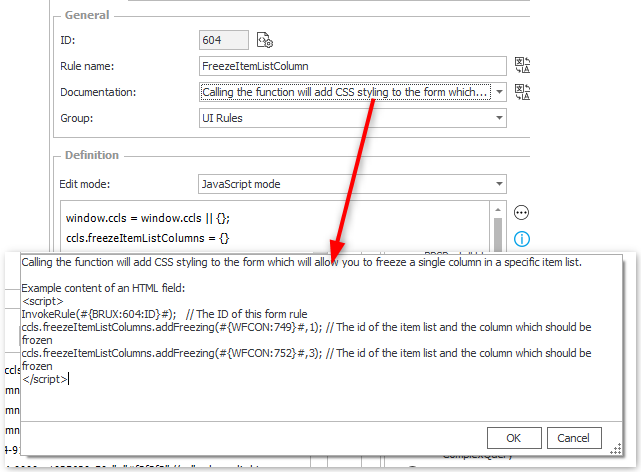 General
ID:
604
Rule name:
FreezeItemListColumn
Documentation:
Calling the function will add CSS styling to the form which...
Group:
UI Rules
Definition
Edit mode:
JavaScript mode
window.ccls = window.ccls || {};
ccls.freezeItemListColumns = {}
Calling the function will add CSS styling to the form which will allow you to freeze a single column in a specific item list.
Example content of an HTML field:
<script>
InvokeRule(#{BRUX:604:ID}#);   // The ID of this form rule
ccls.freezeItemListColumns.addFreezing(#{WFCON:749}#,1); // The id of the item list and the column which should be
frozen
ccls.freezeItemListColumns.addFreezing(#{WFCON:752}#,3); // The id of the item list and the column which should be
frozen
</script>
OK
Cancel